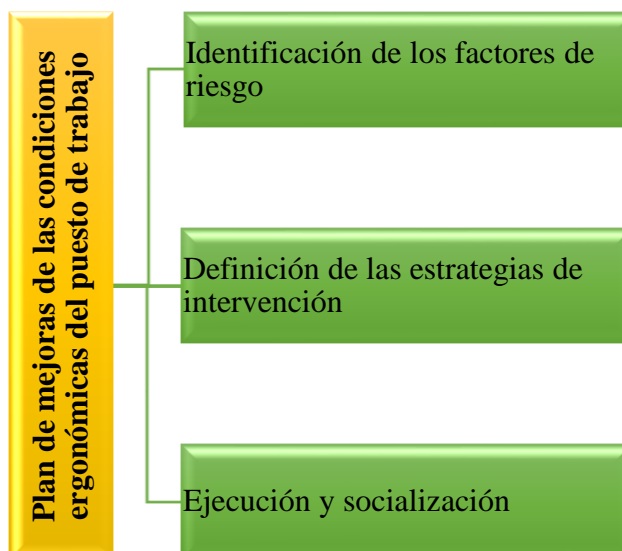 Plan de mejoras de las condiciones
ergonómicas del puesto de trabajo
Identificación de los factores de
riesgo
Definición de las estrategias de
intervención
Ejecución y socialización